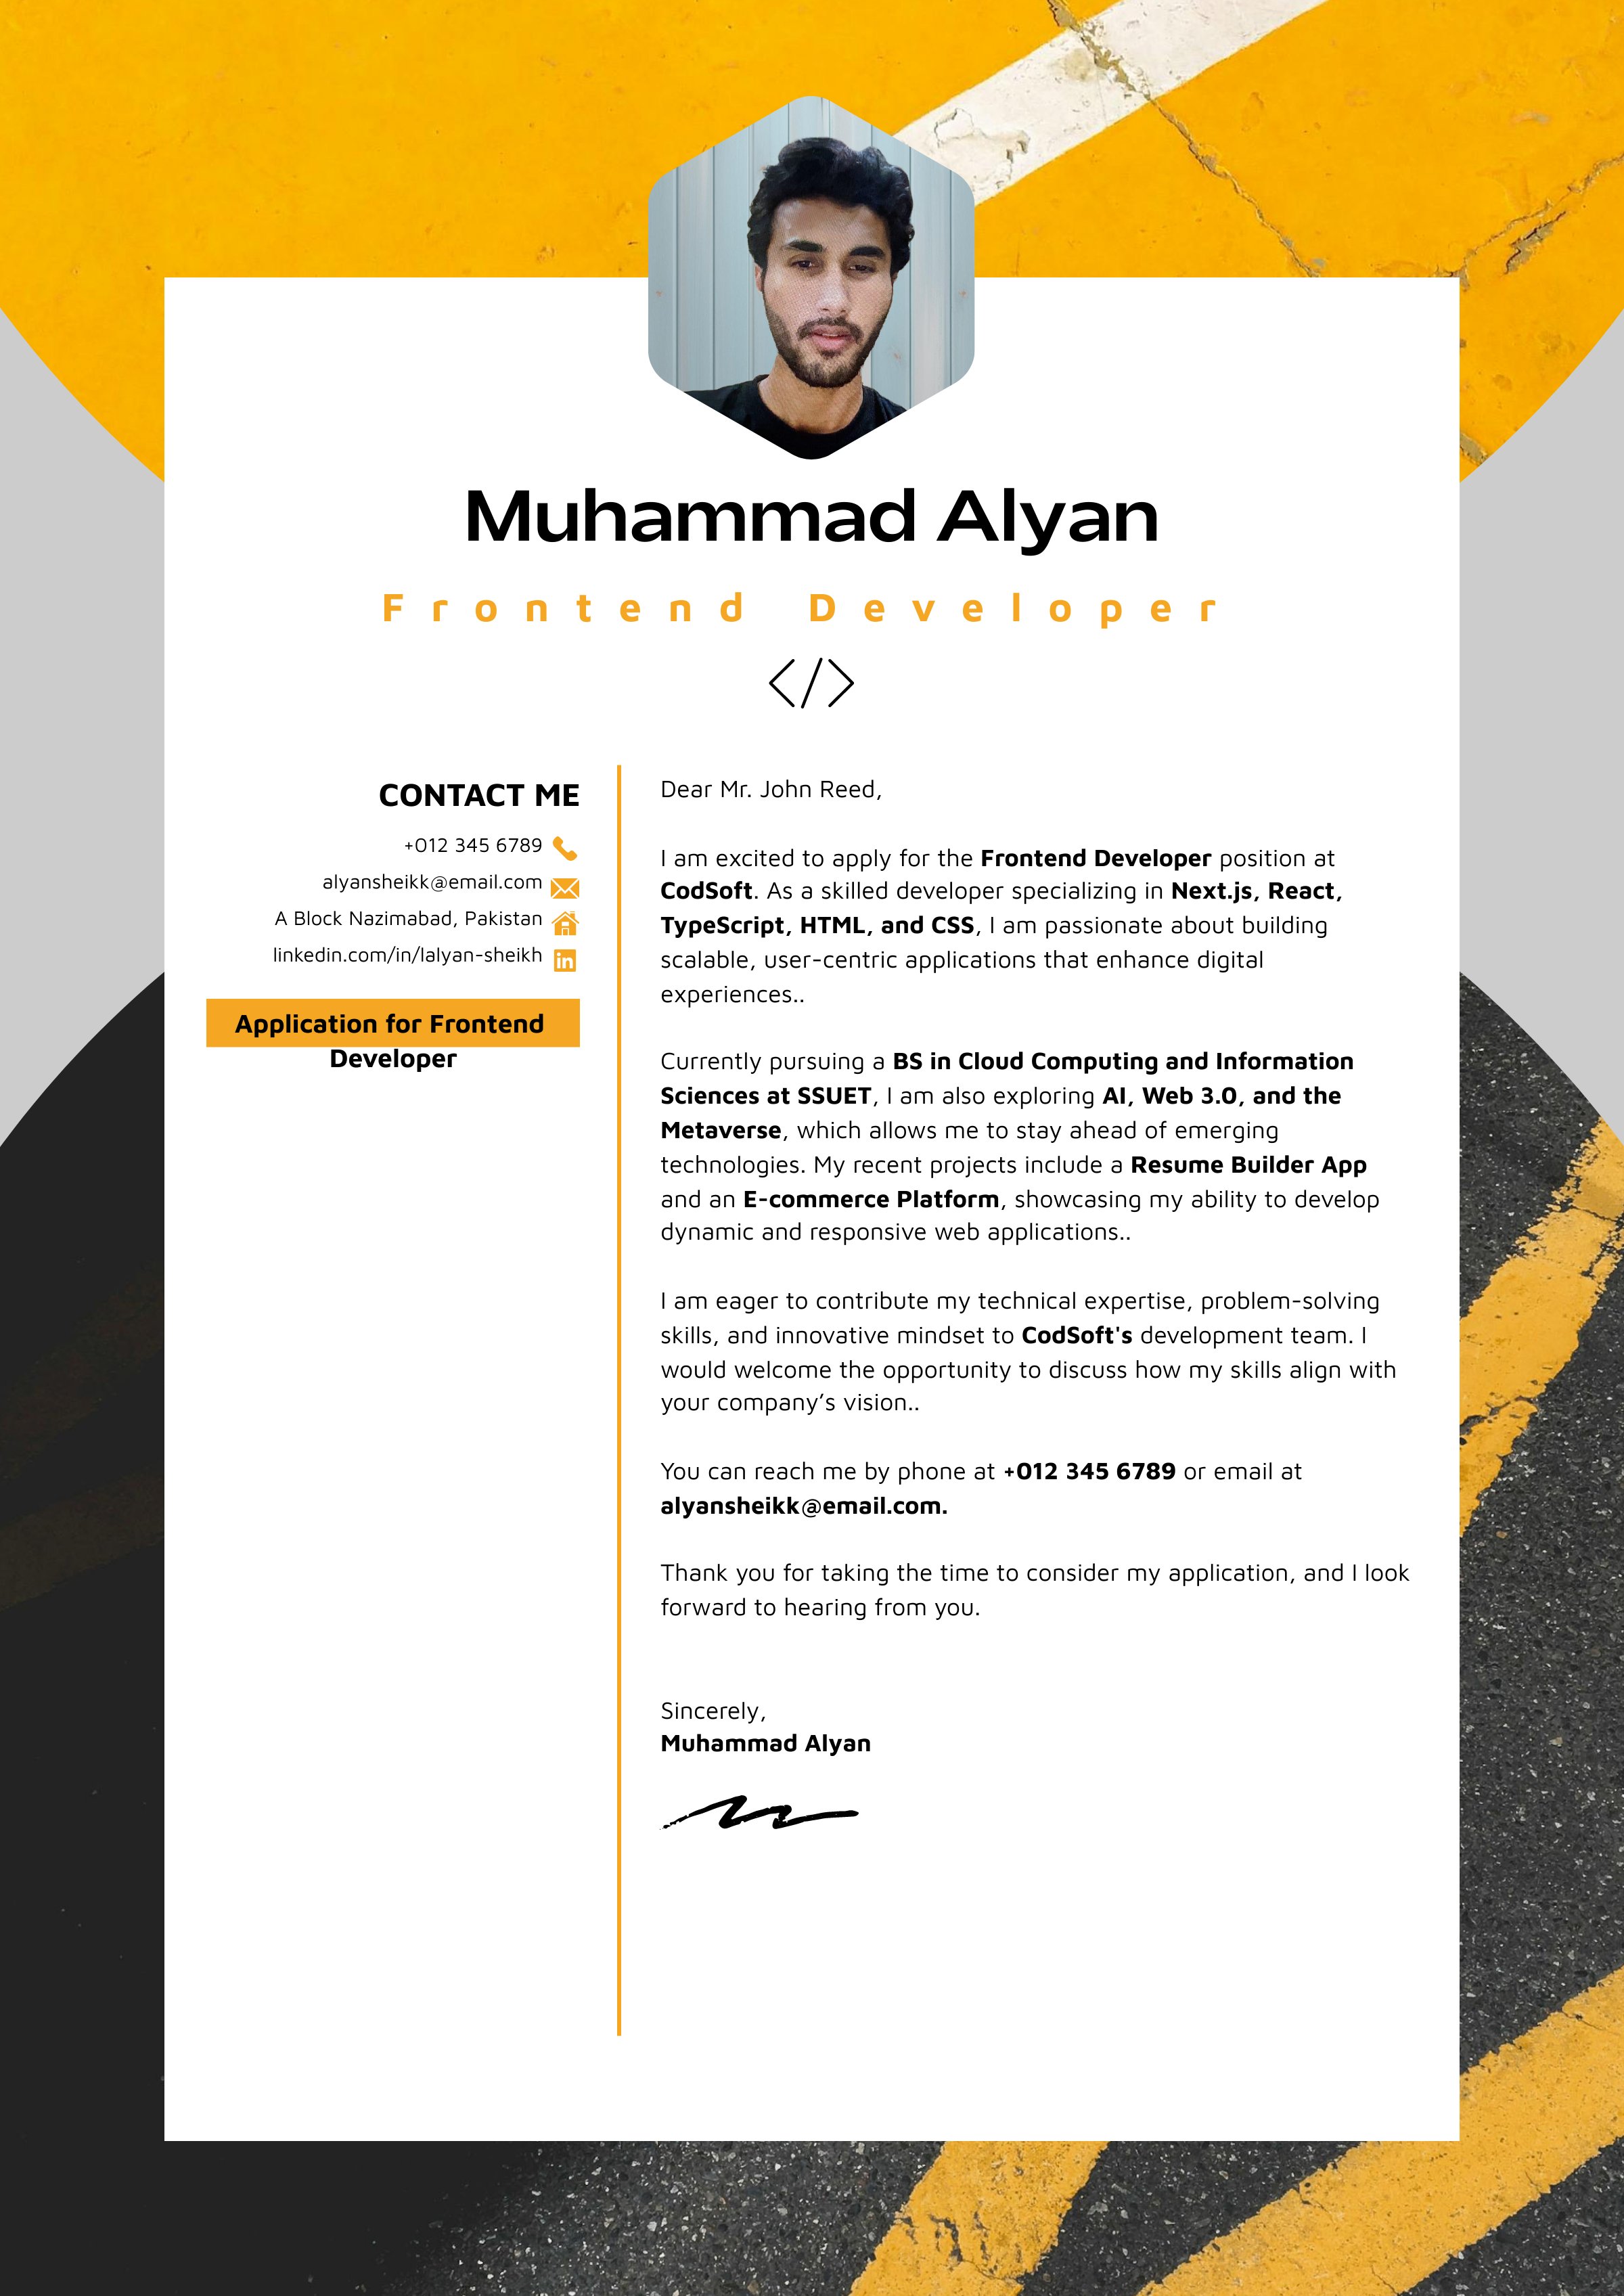 Muhammad Alyan
Frontend Developer
</>
CONTACT ME
+012 345 6789
alyansheikk@email.com
A Block Nazimabad, Pakistan
linkedin.com/in/lalyan-sheikh
in
Application for Frontend
Developer
Dear Mr. John Reed,
I am excited to apply for the Frontend Developer position at
CodSoft. As a skilled developer specializing in Next.js, React,
TypeScript, HTML, and CSS, I am passionate about building
scalable, user-centric applications that enhance digital
experiences..
Currently pursuing a BS in Cloud Computing and Information
Sciences at SSUET, I am also exploring AI, Web 3.0, and the
Metaverse, which allows me to stay ahead of emerging
technologies. My recent projects include a Resume Builder App
and an E-commerce Platform, showcasing my ability to develop
dynamic and responsive web applications..
I am eager to contribute my technical expertise, problem-solving
skills, and innovative mindset to CodSoft's development team. I
would welcome the opportunity to discuss how my skills align with
your company’s vision..
You can reach me by phone at +012 345 6789 or email at
alyansheikk@email.com.
Thank you for taking the time to consider my application, and I look
forward to hearing from you.
Sincerely,
Muhammad Alyan